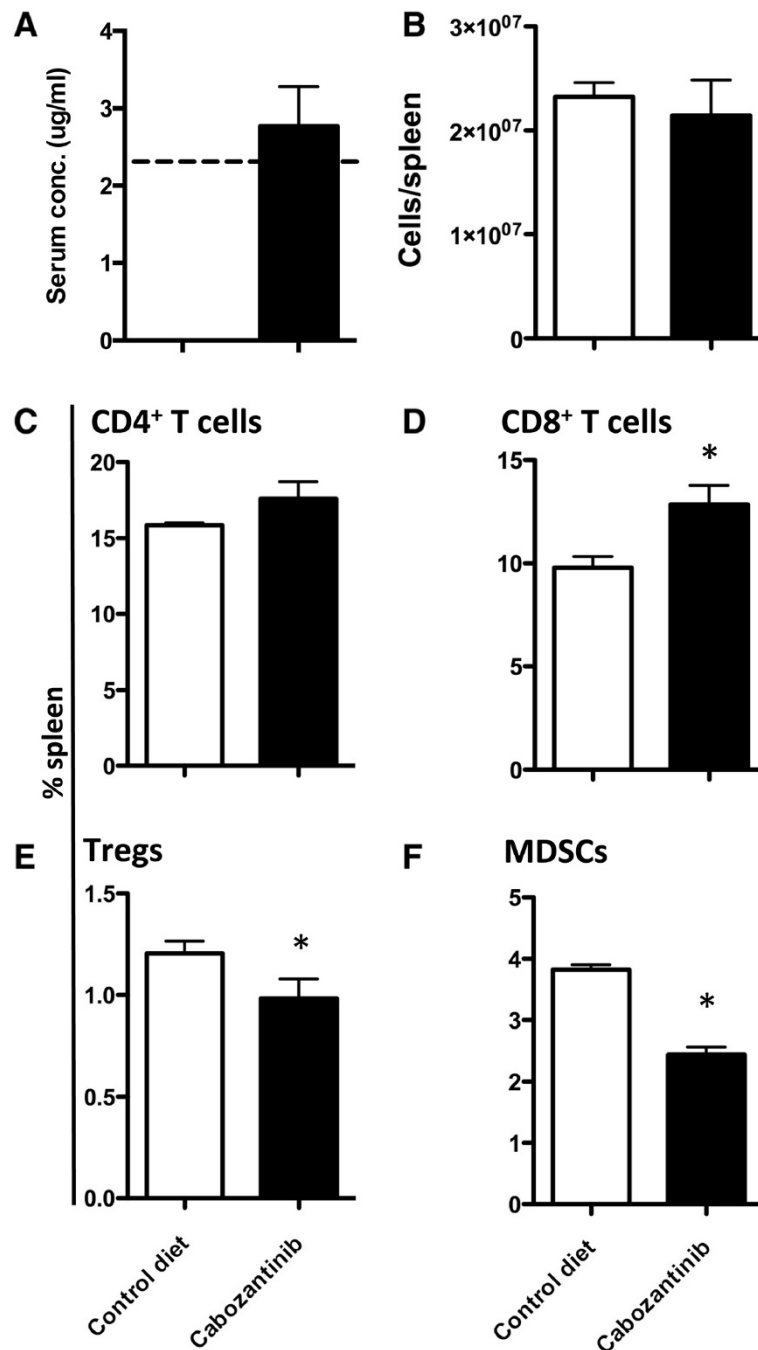 A
Serum conc. (ug/ml)
4
3
2
1
0
B
Cells/spleen
3×10⁰⁷
2×10⁰⁷
1×10⁰⁷
0
% spleen
C
CD4⁺ T cells
20
15
10
5
0
D
CD8⁺ T cells
*
15
10
5
0
E
Tregs
1.5
1.0
0.5
0.0
*
Control diet
Cabozantinib
F
MDSCs
5
4
3
2
1
0
*
Control diet
Cabozantinib